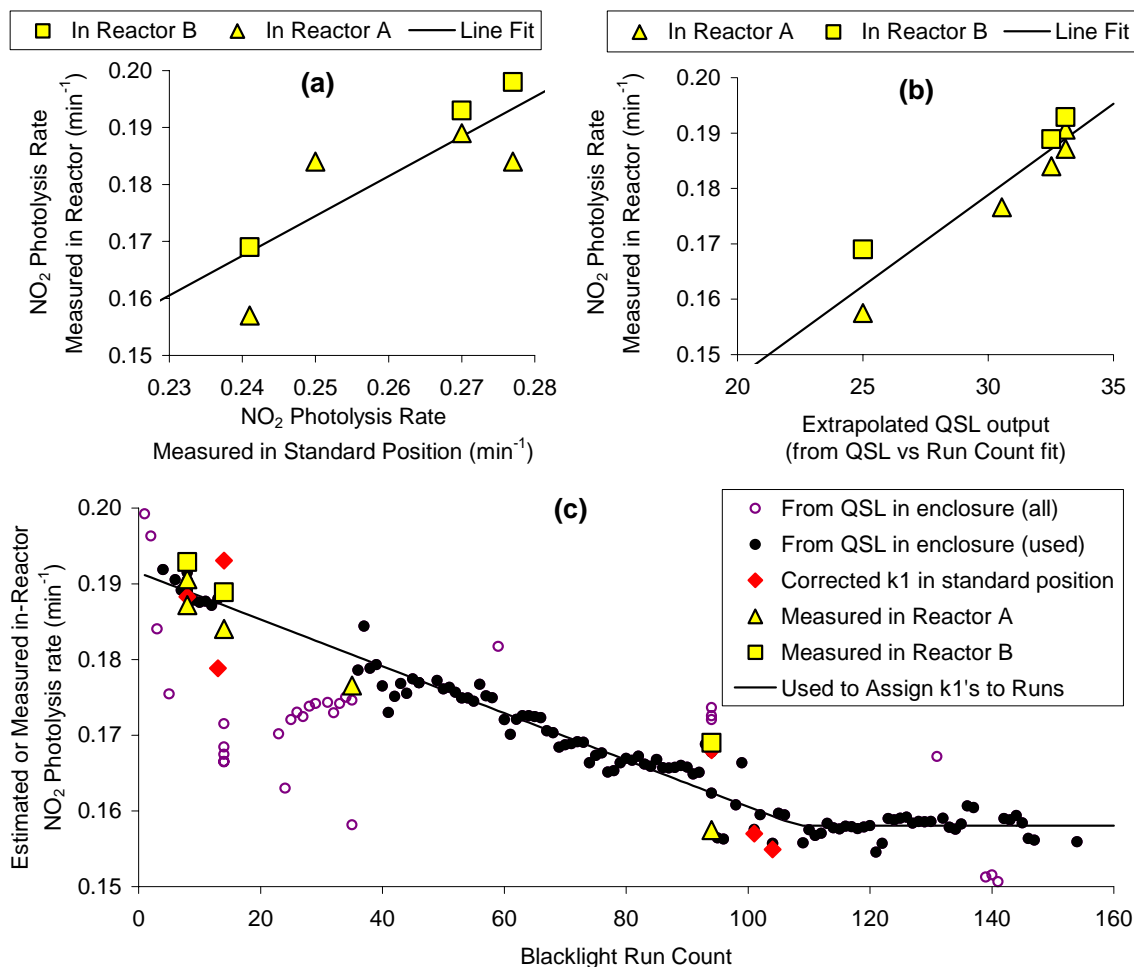 In Reactor B In Reactor A Line Fit
(a)
NO2 Photolysis Rate
Measured in Reactor (min-1)
0.20
0.19
0.18
0.17
0.16
0.15
0.23 0.24 0.25 0.26 0.27 0.28
NO2 Photolysis Rate
Measured in Standard Position (min-1)
In Reactor A In Reactor B Line Fit
(b)
NO2 Photolysis Rate
Measured in Reactor (min-1)
0.20
0.19
0.18
0.17
0.16
0.15
20 25 30 35
Extrapolated QSL output
(from QSL vs Run Count fit)
(c)
From QSL in enclosure (all)
From QSL in enclosure (used)
Corrected k1 in standard position
Measured in Reactor A
Measured in Reactor B
Used to Assign k1's to Runs
Estimated or Measured in-Reactor
NO2 Photolysis rate (min-1)
0.20
0.19
0.18
0.17
0.16
0.15
0 20 40 60 80 100 120 140 160
Blacklight Run Count